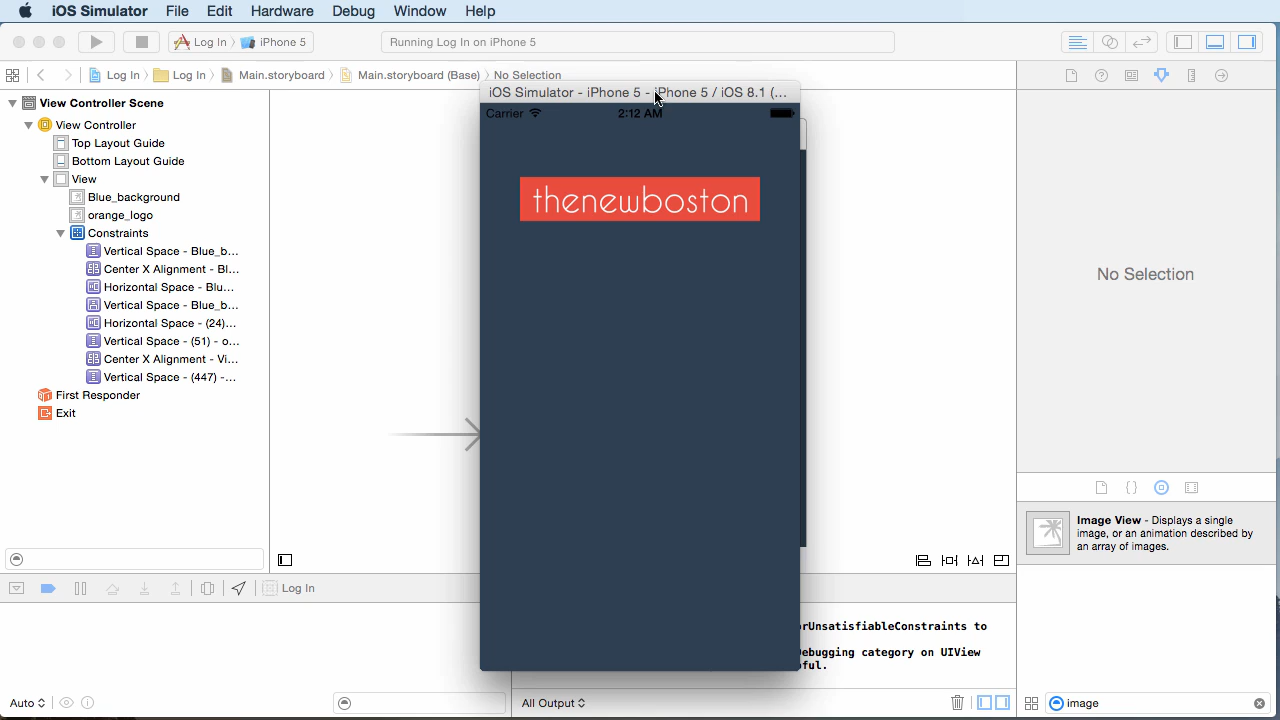 iOS Simulator File Edit Hardware Debug Window Help
Log In iPhone 5 Running Log In on iPhone 5
Log In Log In Main.storyboard Main.storyboard (Base) No Selection
View Controller Scene
View Controller
Top Layout Guide
Bottom Layout Guide
View
Blue_background
orange_logo
Constraints
Vertical Space - Blue_b...
Center X Alignment - Bl...
Horizontal Space - Blu...
Vertical Space - Blue_b...
Horizontal Space - (24)...
Vertical Space - (51) - o...
Center X Alignment - Vi...
Vertical Space - (447) -...
First Responder
Exit
iOS Simulator - iPhone 5 - iPhone 5 / iOS 8.1 (...
Carrier 2:12 AM
thenewboston
No Selection
Image View - Displays a single
image, or an animation described by
an array of images.
Log In
UnsatisfiableConstraints to
Debugging category on UIView
ful.
Auto
All Output
image